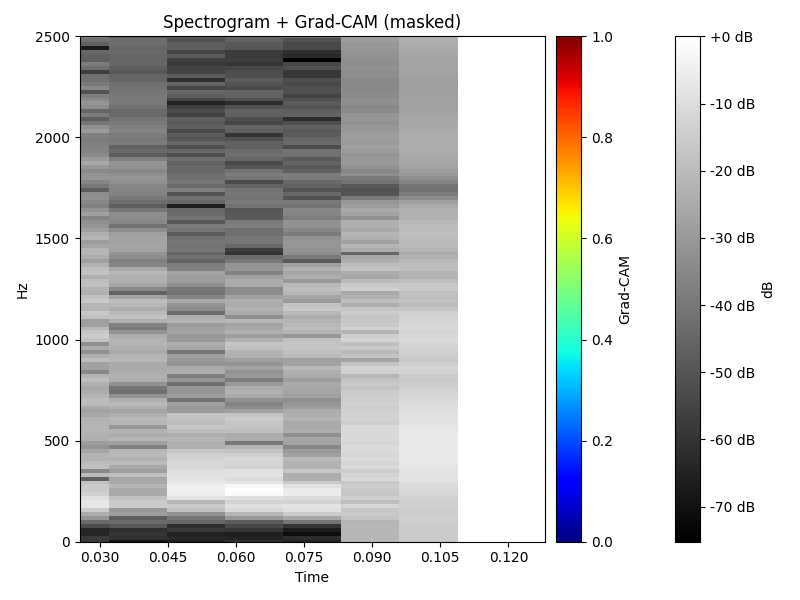 Spectrogram + Grad-CAM (masked)
2500
2000
1500
1000
500
0
Hz
0.030 0.045 0.060 0.075 0.090 0.105 0.120
Time
1.0
0.8
0.6
0.4
0.2
0.0
Grad-CAM
+0 dB
-10 dB
-20 dB
-30 dB
-40 dB
-50 dB
-60 dB
-70 dB
dB